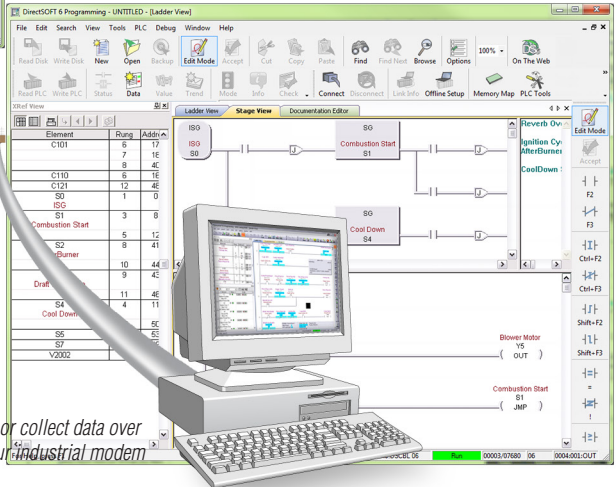 DirectSOFT 6 Programming - UNTITLED - [Ladder View]
File Edit Search View Tools PLC Debug Window Help
Read Disk Write Disk New Open Backup Edit Mode Accept Cut Copy Paste Find Find Next Browse Options 100% On The Web
Read PLC Write PLC Status Data Value Trend Mode Info Check Connect Disconnect Link Info Offline Setup Memory Map PLC Tools
XRef View
Ladder View Stage View Documentation Editor
Element Rung Addre
C101 6 17
7 18
8 40
C110 6 16
C121 12 46
S0 1 0
ISG
S1 3 8
Combustion Start
5 12
S2 8 41
10 44
9 43
Draft
11 46
S4 4 11
Cool Down
50
S5 53
S7
V2002
ISG
ISG
S0
J
SG
Combustion Start
S1
J
J
SG
Cool Down
S4
J
Reverb Ov
Ignition Cy
AfterBurner
CoolDown S
Blower Motor
Y5
( OUT )
Combustion Start
S1
( JMP )
Edit Mode
Accept
F2
F3
Ctrl+F2
Ctrl+F3
Shift+F2
Shift+F3
=
!
or collect data over
ur Industrial modem
Run 00003/07680 06 0004:001:OUT